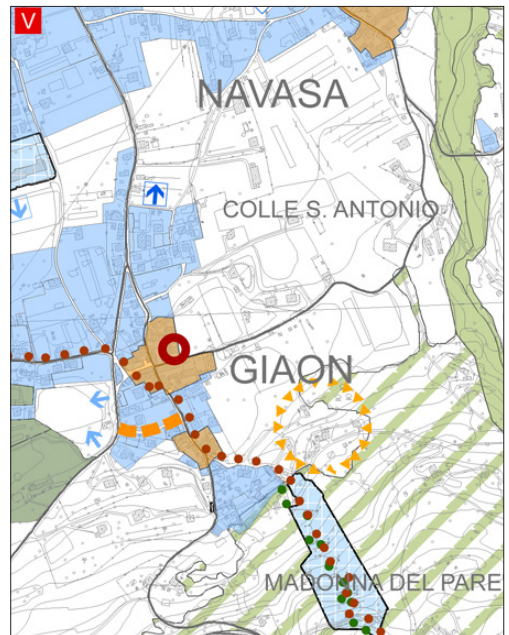 V
NAVASA
COLLE S. ANTONIO
GIAON
MADONNA DEL PARE